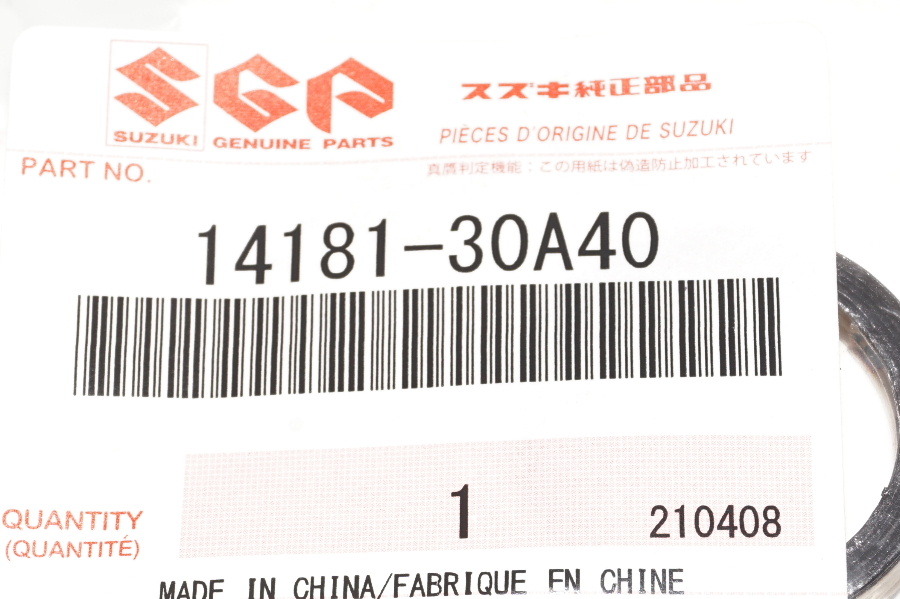 SGP
SUZUKI GENUINE PARTS
スズキ純正部品
PIÈCES D'ORIGINE DE SUZUKI
PART NO.
真贋判定機能：この用紙は偽造防止加工されています
14181-30A40
1
210408
QUANTITY
(QUANTITÉ)
MADE IN CHINA/FABRIQUE EN CHINE